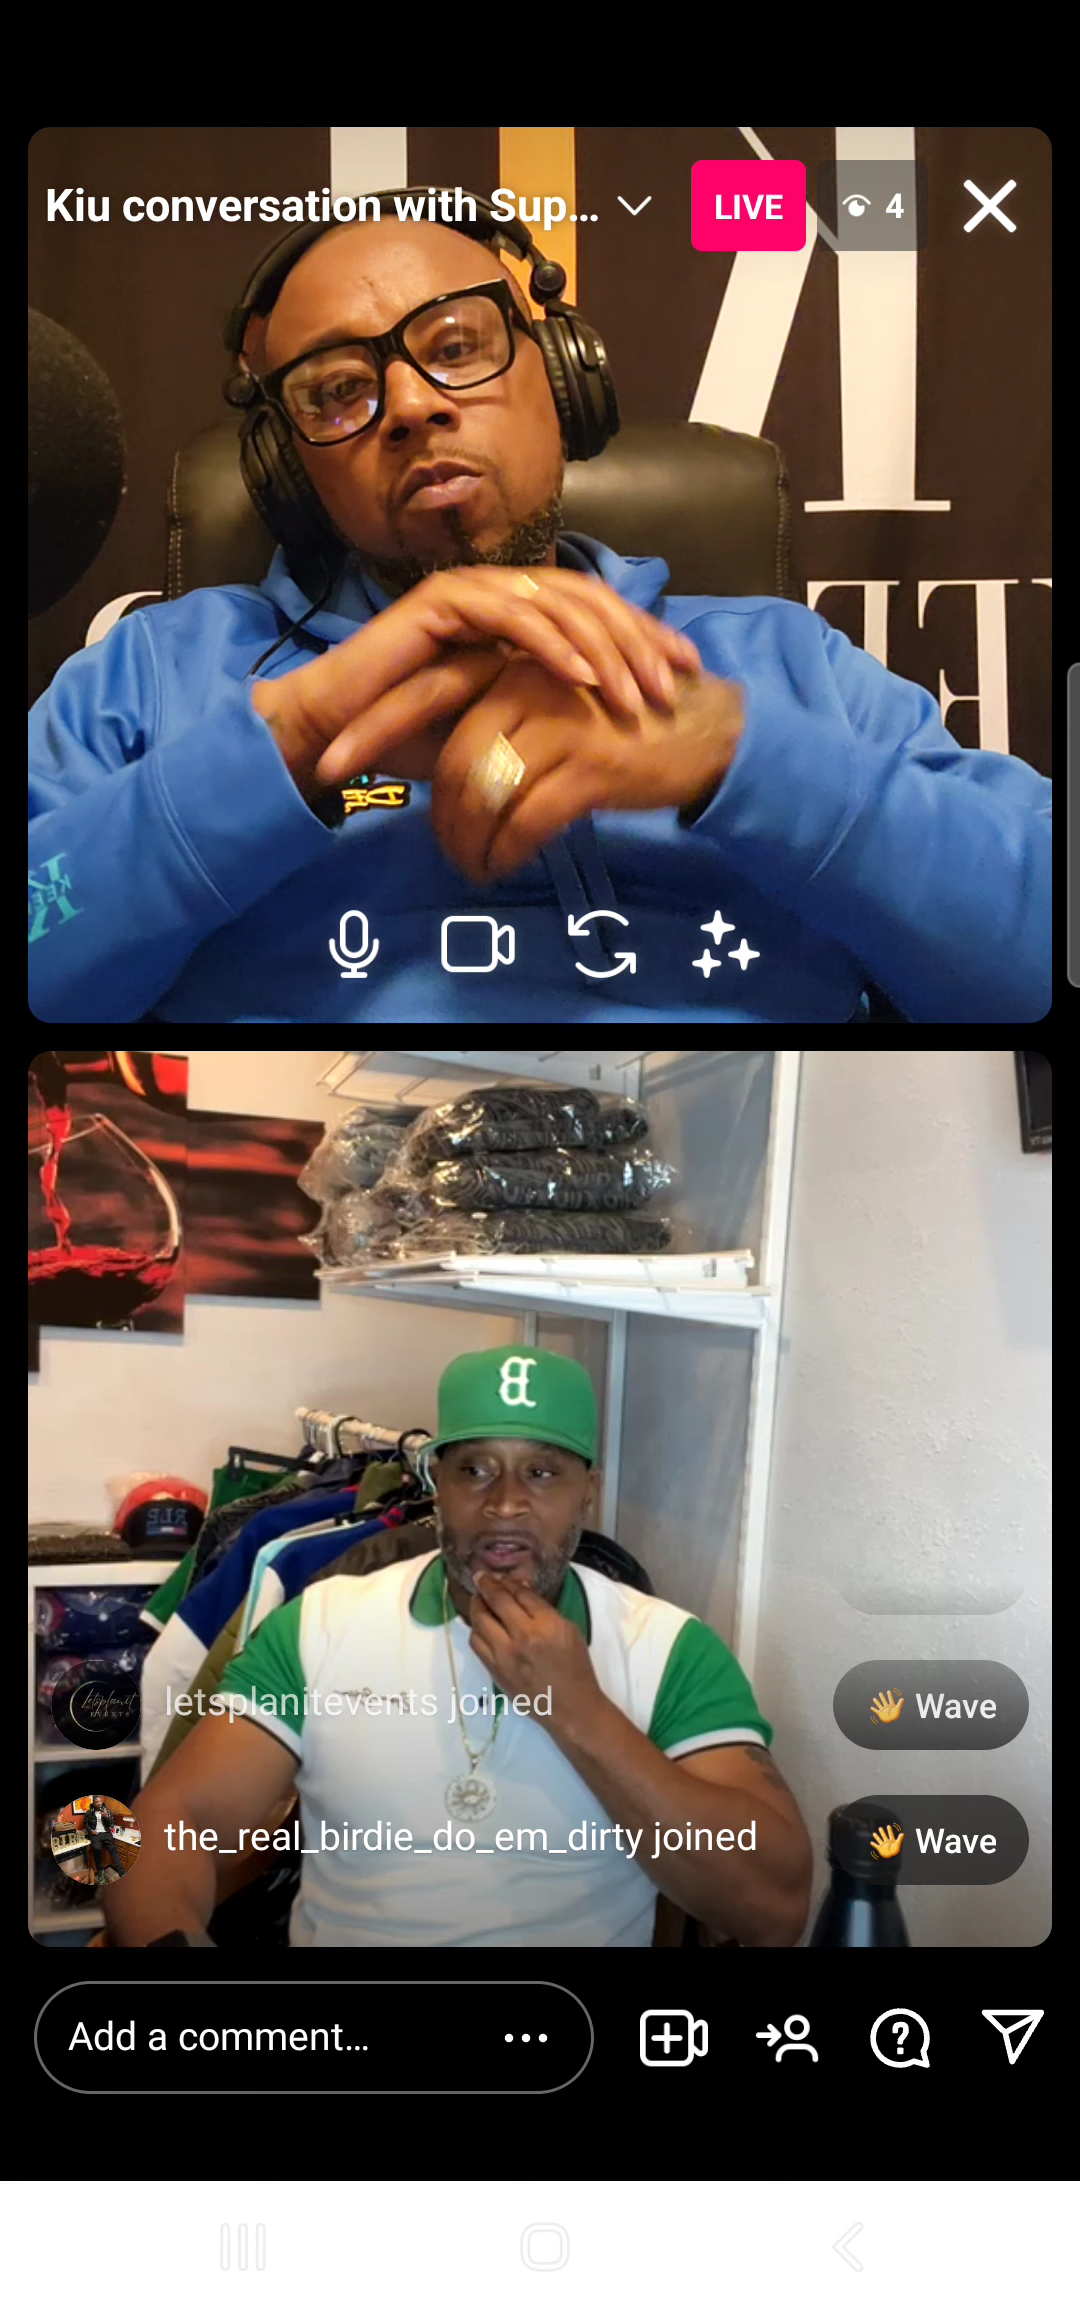 Kiu conversation with Sup...
LIVE
4
B
letsplanitevents joined
Wave
the_real_birdie_do_em_dirty joined
Wave
Add a comment...